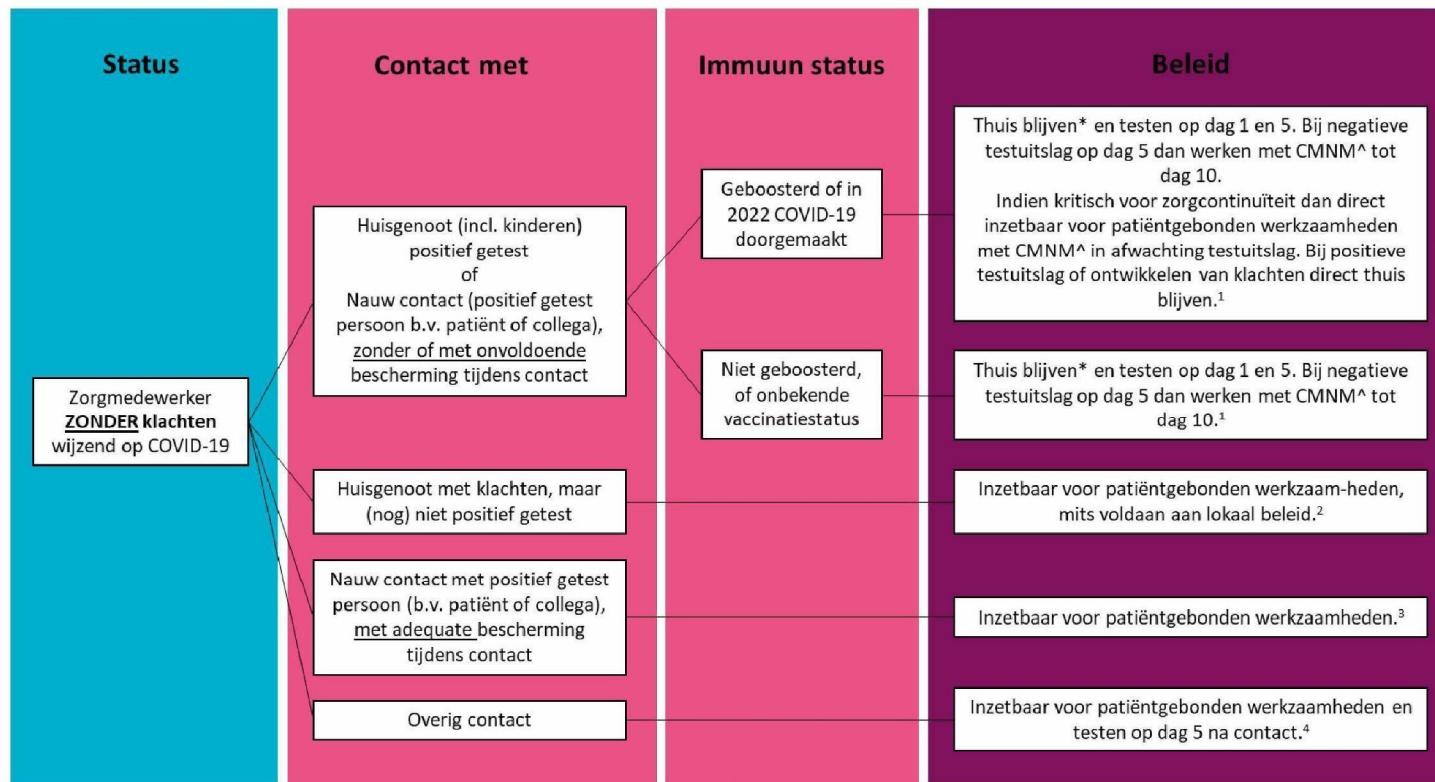 Status
Contact met
Immuun status
Beleid
Zorgmedewerker
ZONDER klachten
wijzend op COVID-19
Huisgenoot (incl. kinderen)
positief getest
of
Nauw contact (positief getest
persoon b.v. patiënt of collega),
zonder of met onvoldoende
bescherming tijdens contact
Geboosterd of in
2022 COVID-19
doorgemaakt
Thuis blijven* en testen op dag 1 en 5. Bij negatieve
testuitslag op dag 5 dan werken met CMNM^ tot
dag 10.
Indien kritisch voor zorgcontinuïteit dan direct
inzetbaar voor patiëntgebonden werkzaamheden
met CMNM^ in afwachting testuitslag. Bij positieve
testuitslag of ontwikkelen van klachten direct thuis
blijven.¹
Niet geboosterd,
of onbekende
vaccinatiestatus
Thuis blijven* en testen op dag 1 en 5. Bij negatieve
testuitslag op dag 5 dan werken met CMNM^ tot
dag 10.¹
Huisgenoot met klachten, maar
(nog) niet positief getest
Inzetbaar voor patiëntgebonden werkzaam-heden,
mits voldaan aan lokaal beleid.²
Nauw contact met positief getest
persoon (b.v. patiënt of collega),
met adequate bescherming
tijdens contact
Inzetbaar voor patiëntgebonden werkzaamheden.³
Overig contact
Inzetbaar voor patiëntgebonden werkzaamheden en
testen op dag 5 na contact.⁴